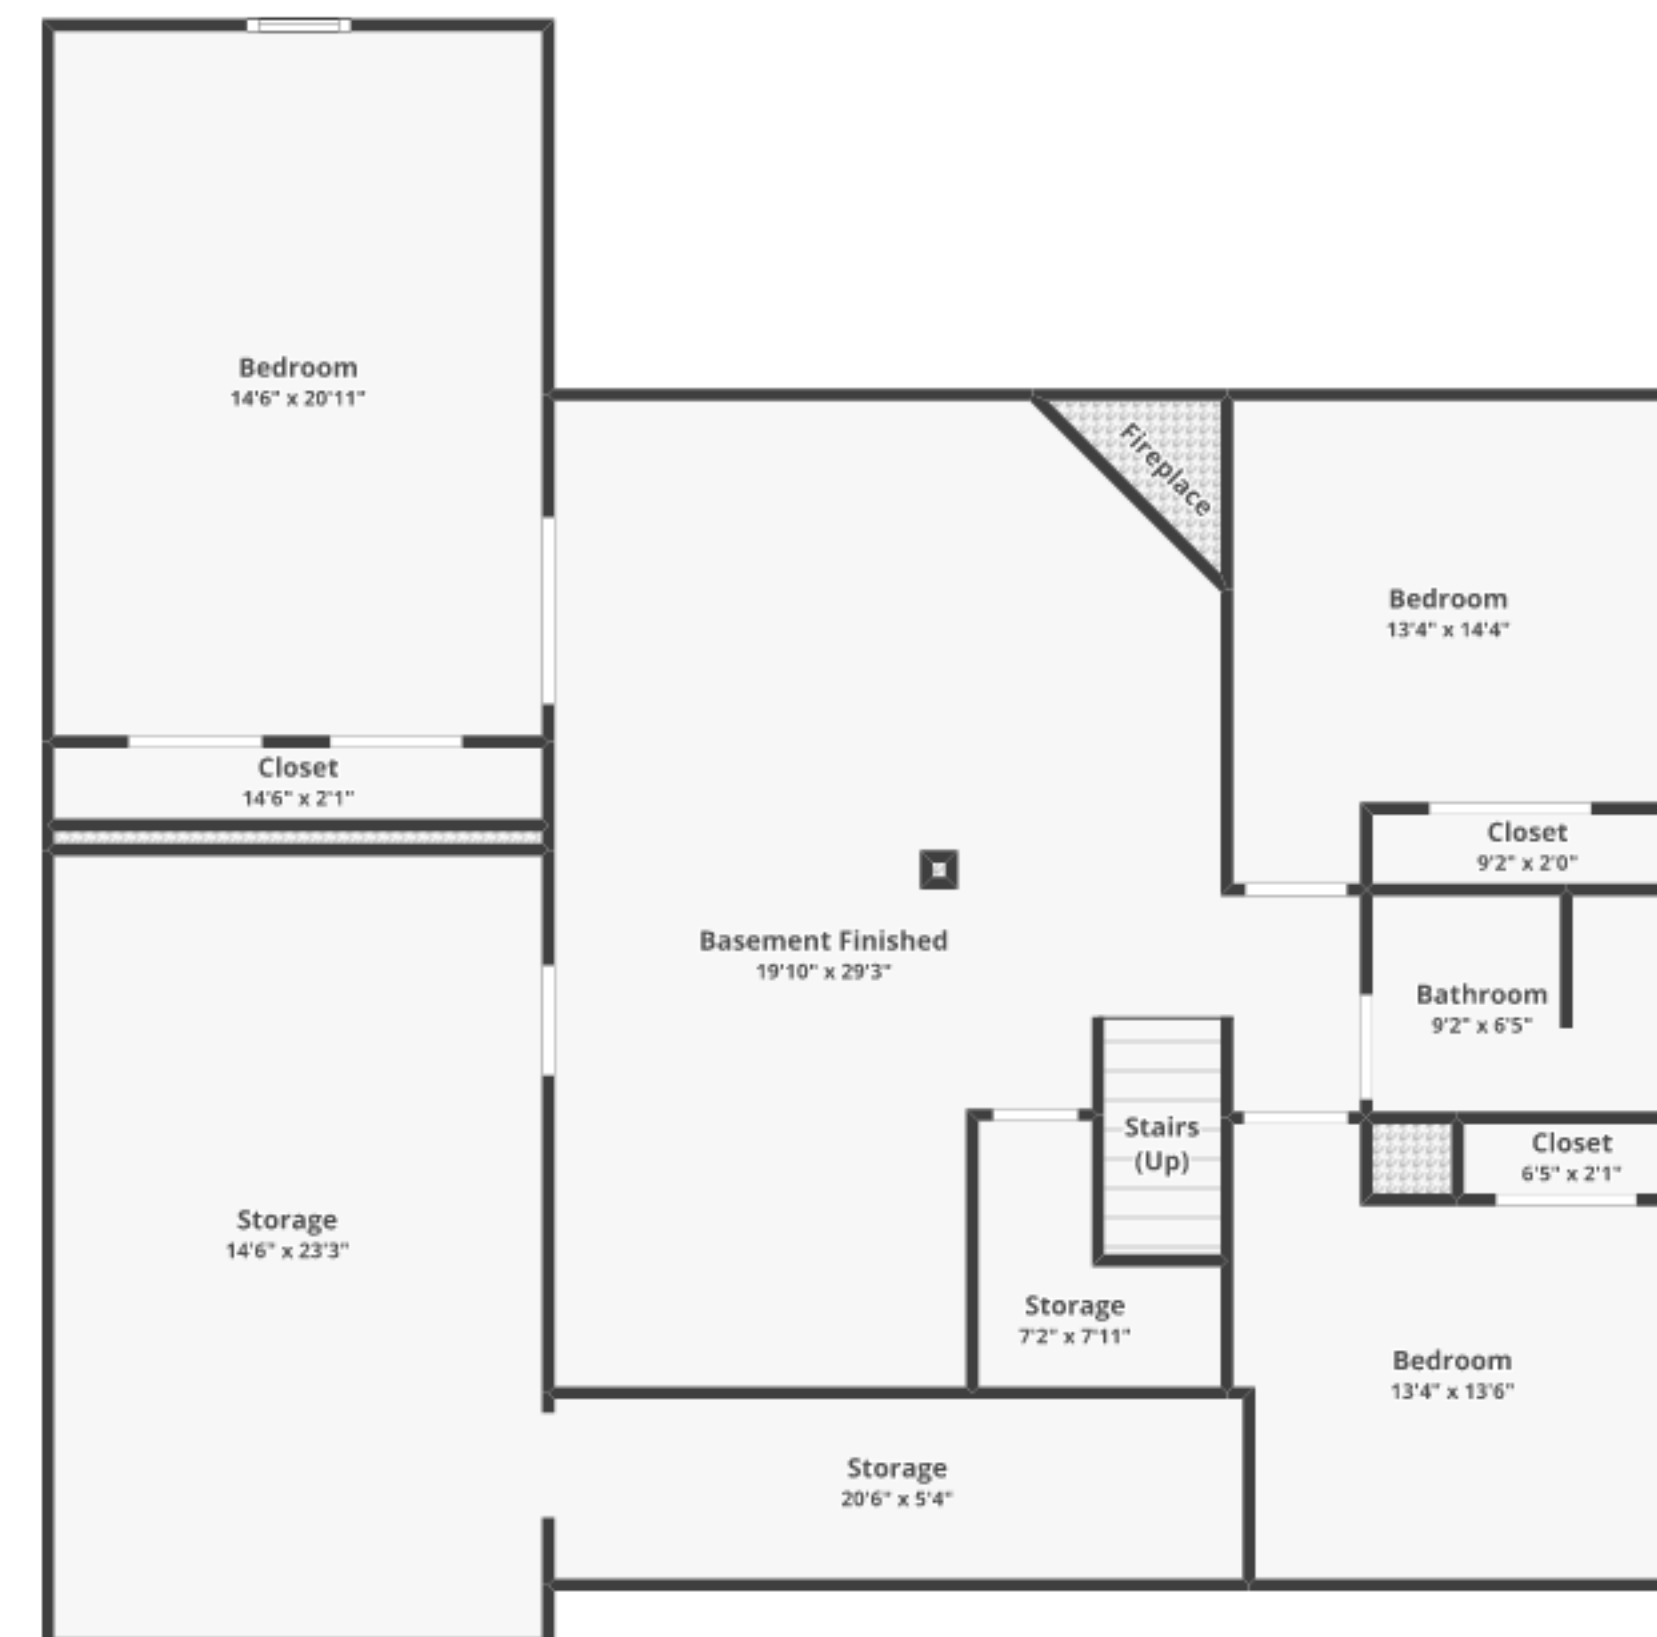 Bedroom
14'6" x 20'11"
Fireplace
Bedroom
13'4" x 14'4"
Closet
14'6" x 2'1"
Closet
9'2" x 2'0"
Basement Finished
19'10" x 29'3"
Bathroom
9'2" x 6'5"
Stairs
(Up)
Closet
6'5" x 2'1"
Storage
14'6" x 23'3"
Storage
7'2" x 7'11"
Bedroom
13'4" x 13'6"
Storage
20'6" x 5'4"